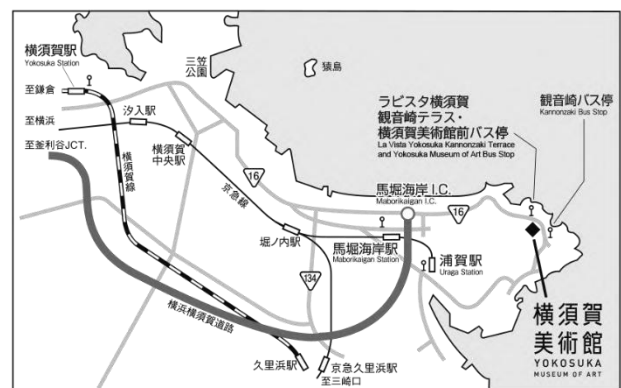 横須賀駅
Yokosuka Station
至鎌倉
至横浜
至釜利谷JCT.
汐入駅
横須賀
中央駅
横須賀線
三笠
公園
猿島
京急線
16
堀ノ内駅
134
馬堀海岸I.C.
Maborikaigan I.C.
16
馬堀海岸駅
Maborikaigan Station
浦賀駅
Uraga Station
ラビスタ横須賀
観音崎テラス・
横須賀美術館前バス停
La Vista Yokosuka Kannonzaki Terrace
and Yokosuka Museum of Art Bus Stop
観音崎バス停
Kannonzaki Bus Stop
横浜横須賀道路
久里浜駅
京急久里浜駅
至三崎口
横須賀
美術館
YOKOSUKA
MUSEUM OF ART